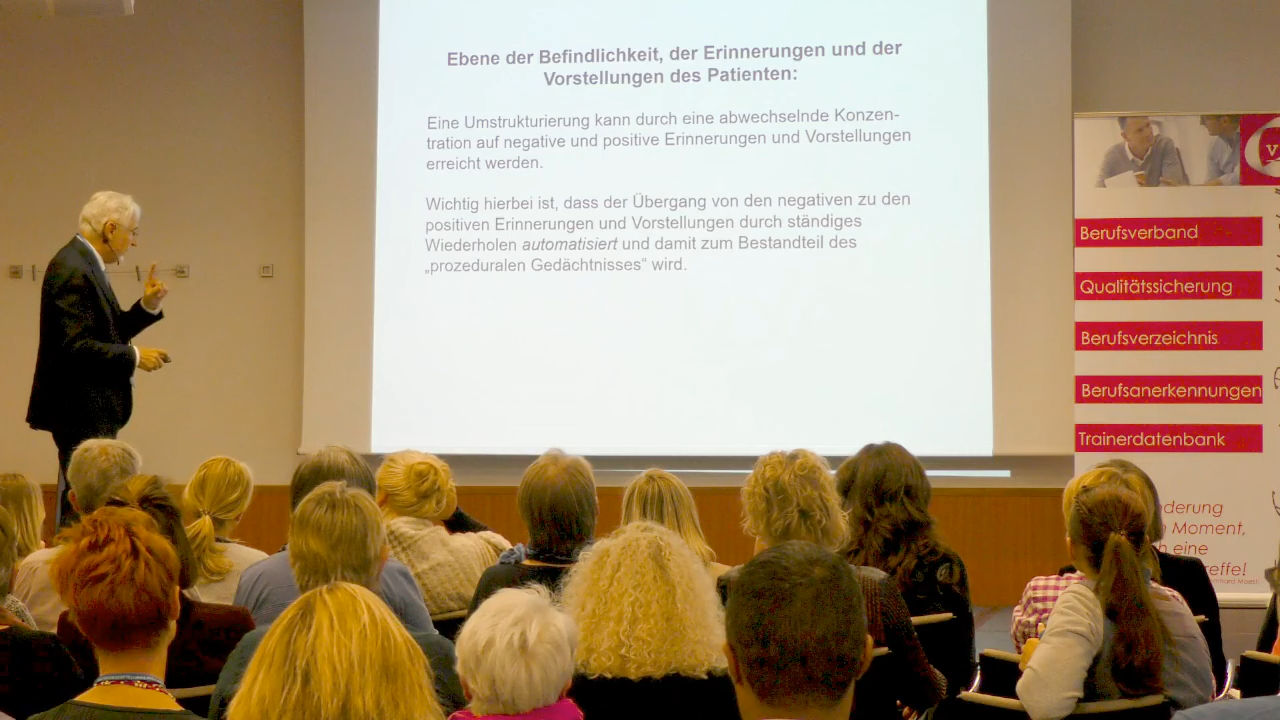 Ebene der Befindlichkeit, der Erinnerungen und der
Vorstellungen des Patienten:
Eine Umstrukturierung kann durch eine abwechselnde Konzen-
tration auf negative und positive Erinnerungen und Vorstellungen
erreicht werden.
Wichtig hierbei ist, dass der Übergang von den negativen zu den
positiven Erinnerungen und Vorstellungen durch ständiges
Wiederholen automatisiert und damit zum Bestandteil des
„prozeduralen Gedächtnisses“ wird.
Berufsverband
Qualitätssicherung
Berufsverzeichnis
Berufsanerkennungen
Trainerdatenbank
Moment,
eine